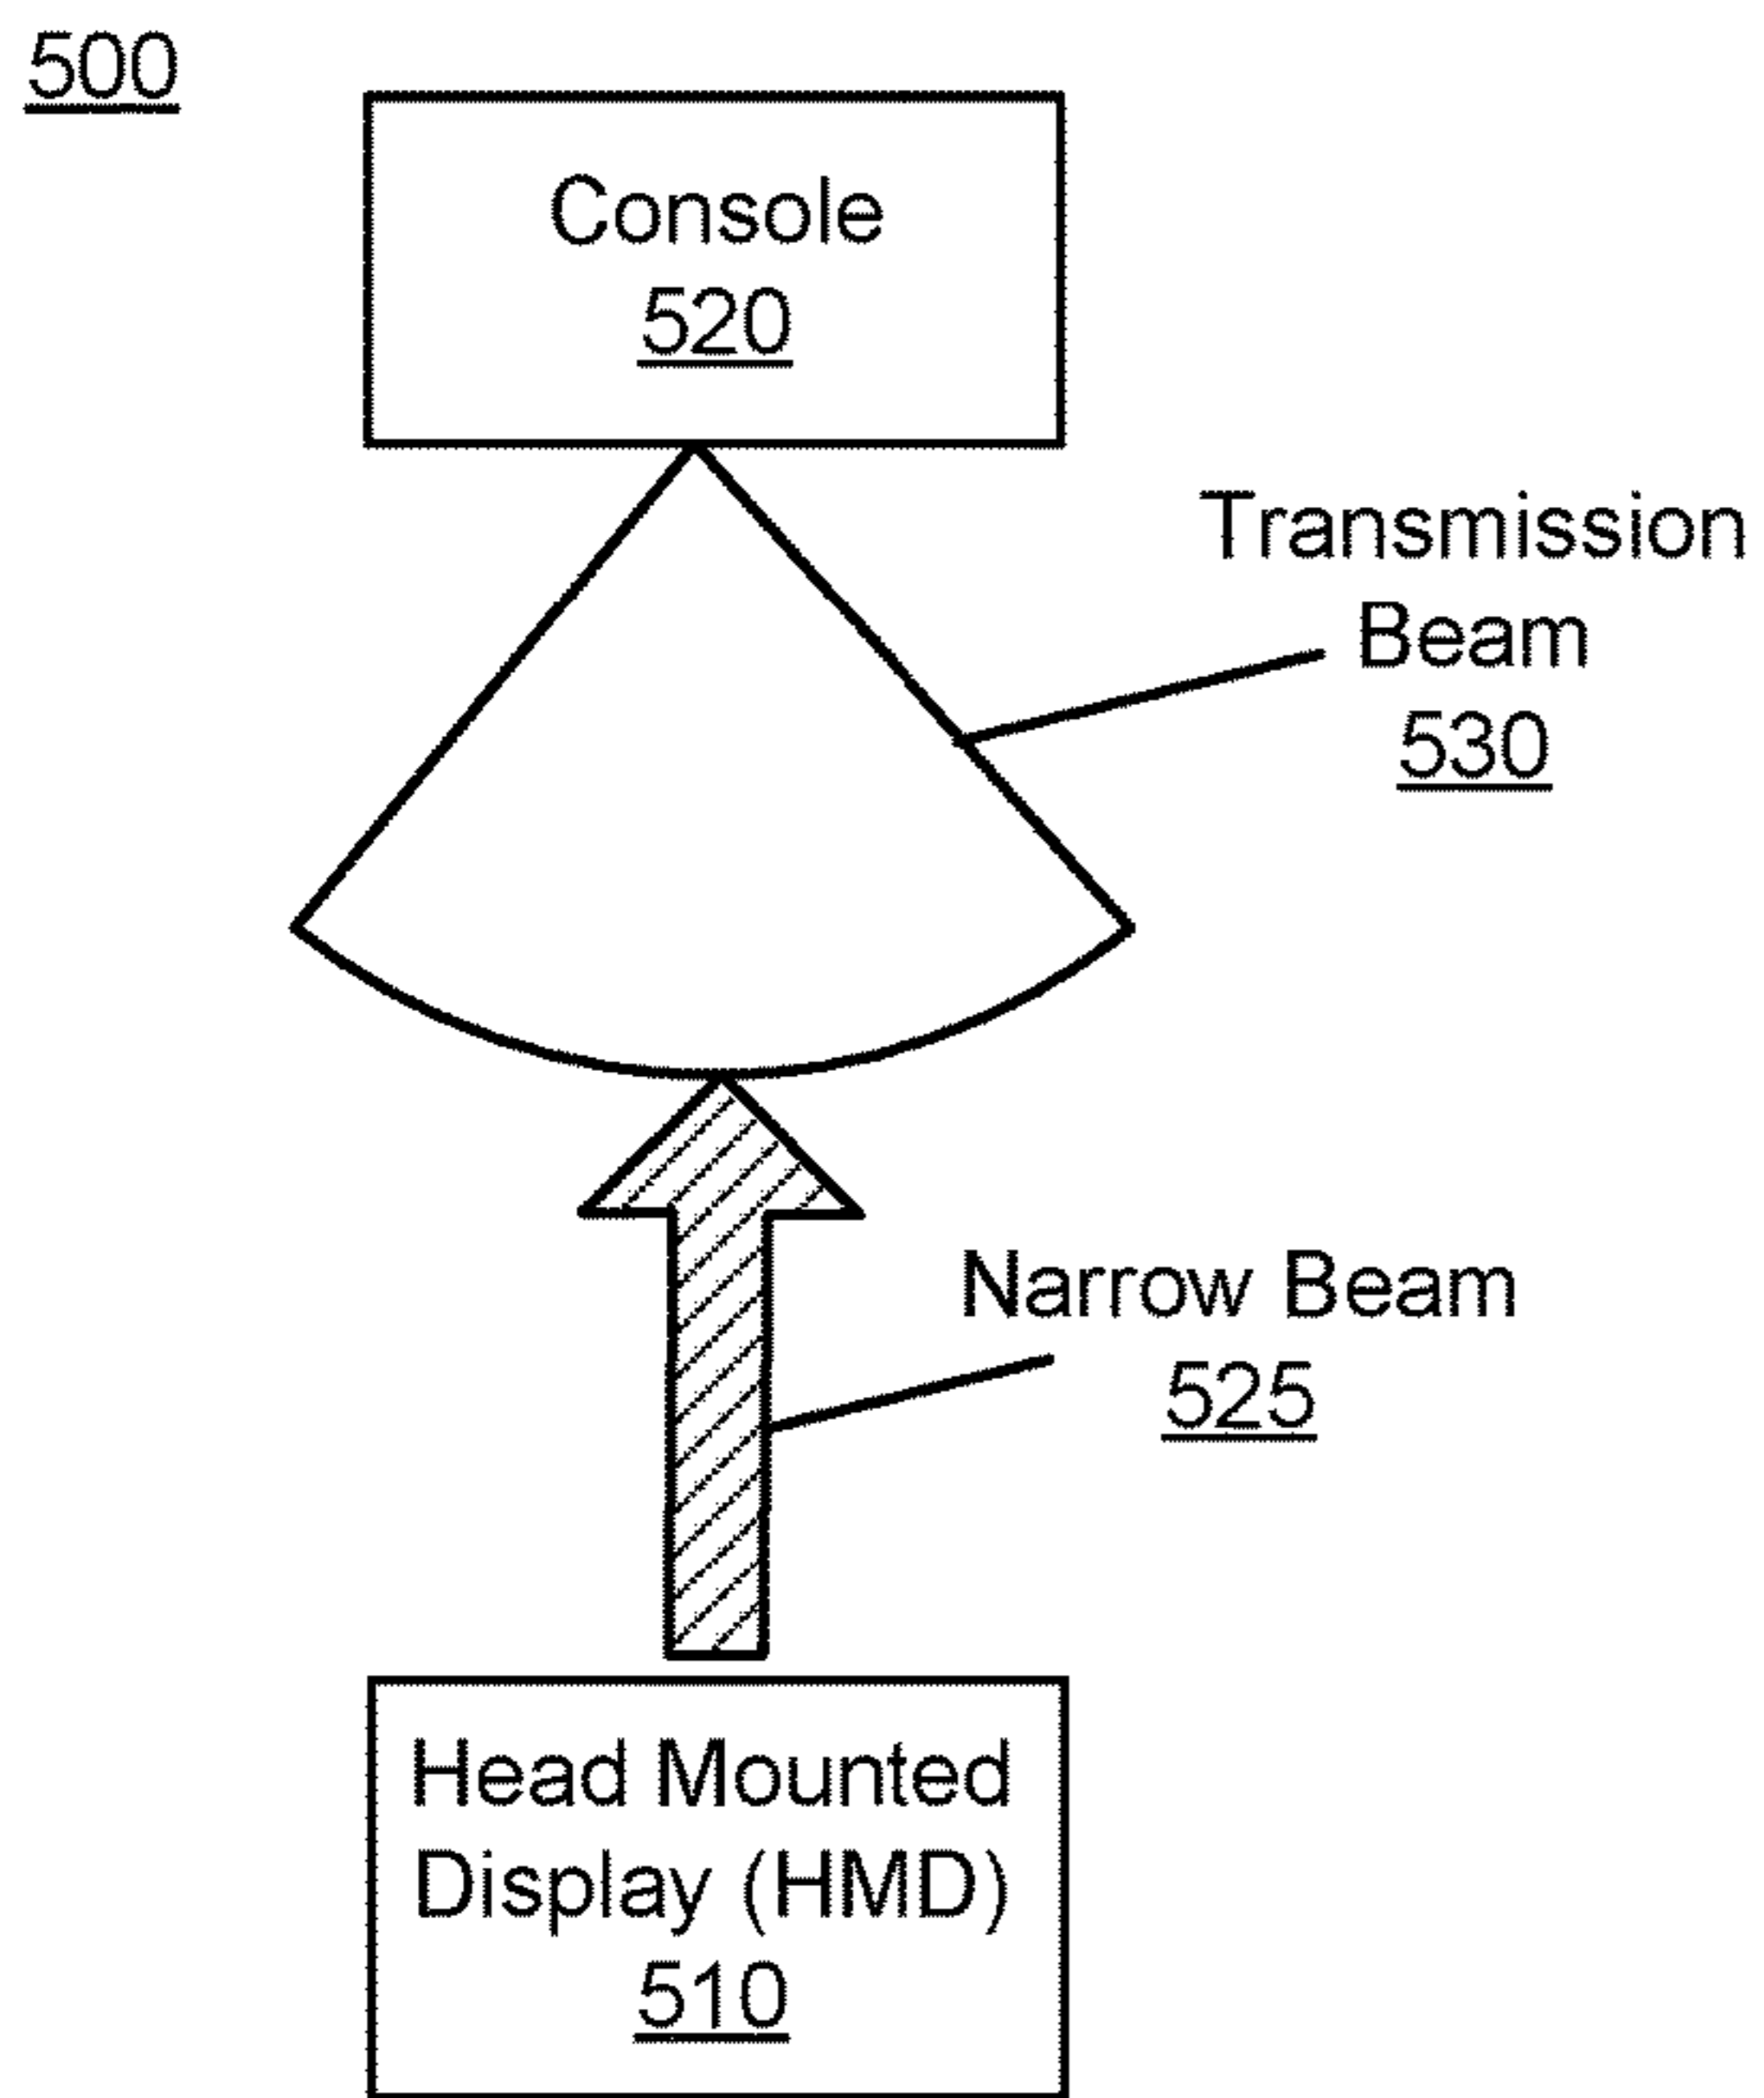 500
Console
520
Transmission
Beam
530
Narrow Beam
525
Head Mounted
Display (HMD)
510